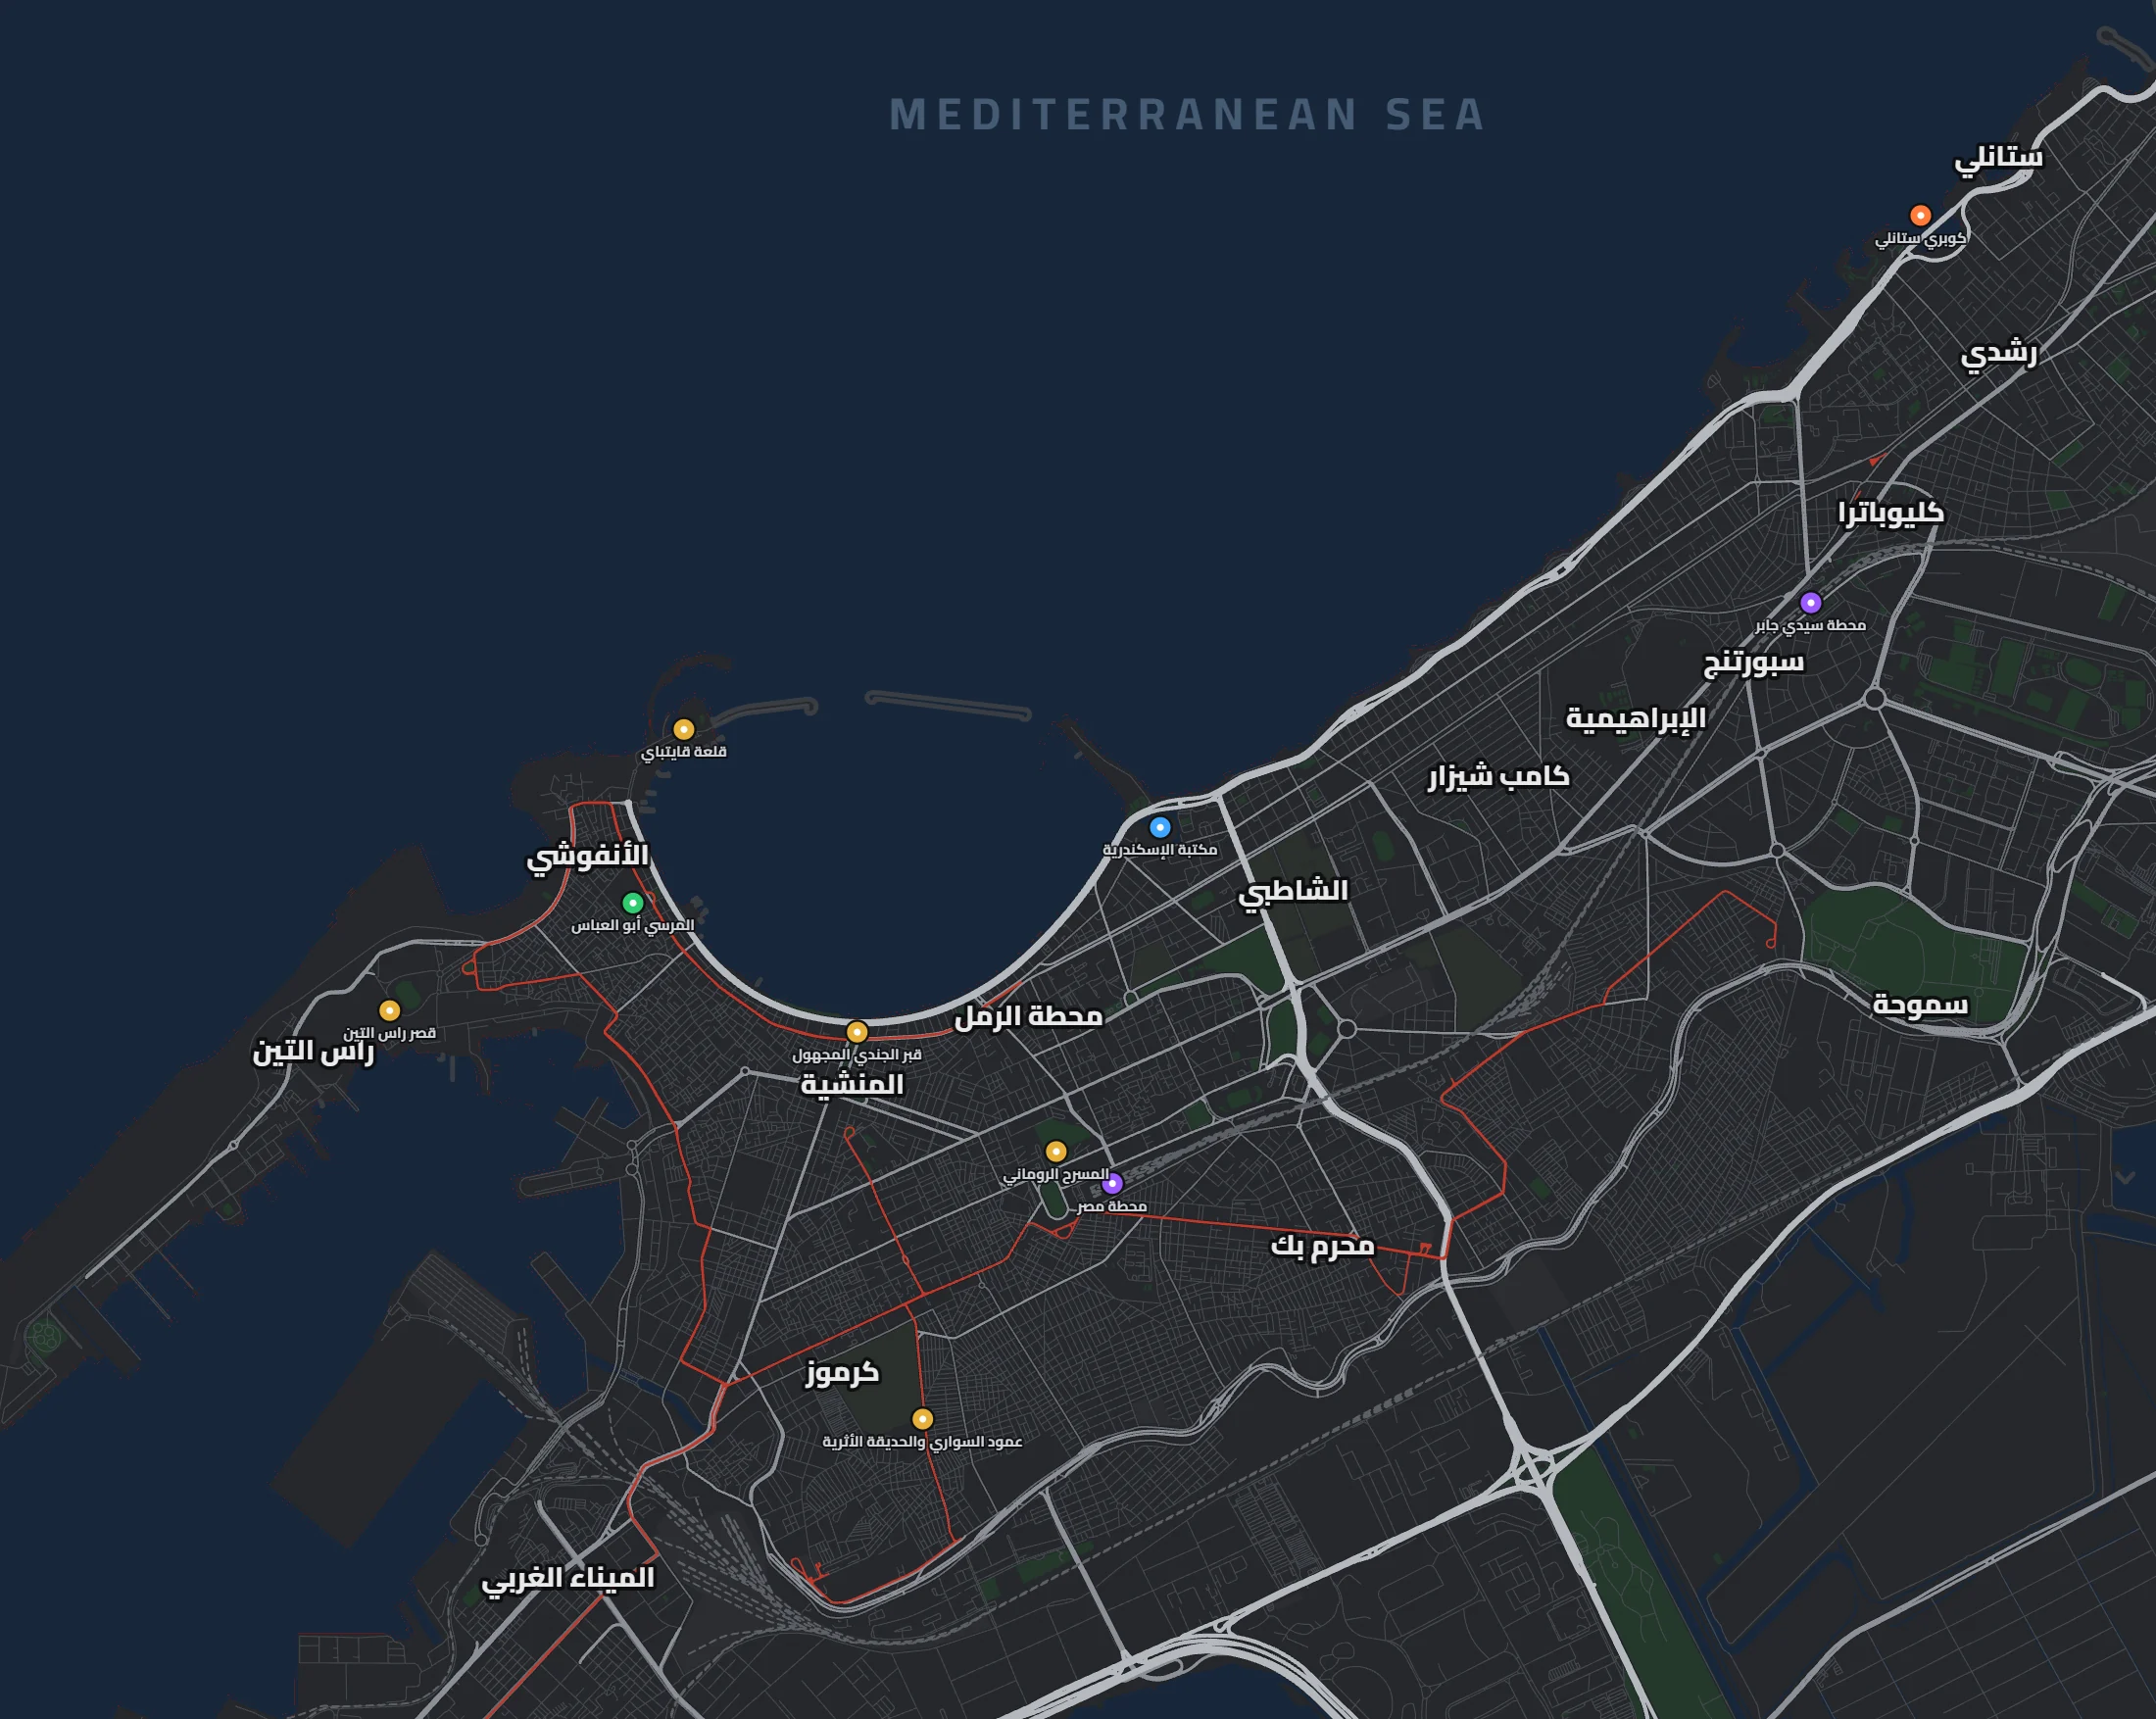 MEDITERRANEAN SEA
ستانلي
كوبري ستانلي
رشدي
كليوباترا
محطة سيدي جابر
سبورتنج
الإبراهيمية
قلعة قايتباي
كامب شيزار
مكتبة الإسكندرية
الأنفوشي
الشاطبي
المرسي أبو العباس
سموحة
محطة الرمل
قصر راس التين
راس التين
قبر الجندي المجهول
المنشية
المسرح الروماني
محطة مصر
محرم بك
كرموز
عمود السواري والحديقة الأثرية
الميناء الغربي